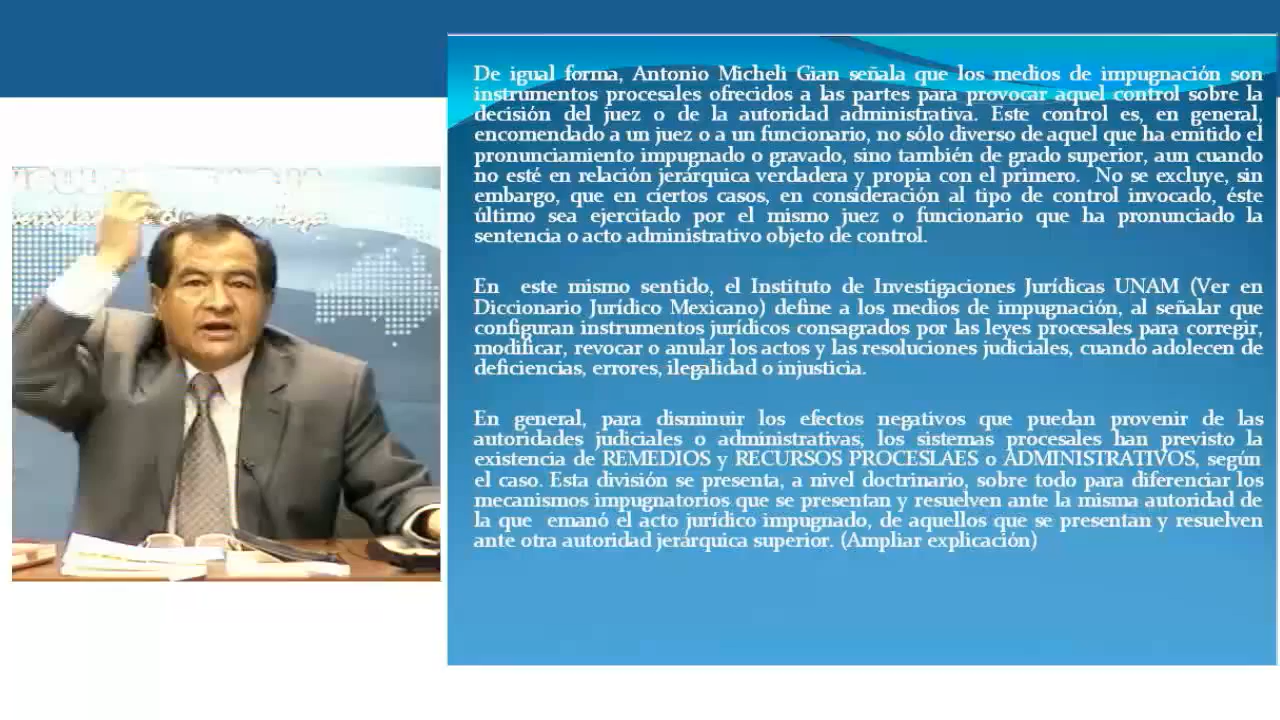 De igual forma, Antonio Micheli Gian señala que los medios de impugnación son
instrumentos procesales ofrecidos a las partes para provocar aquel control sobre la
decisión del juez o de la autoridad administrativa. Este control es, en general,
encomendado a un juez o a un funcionario, no sólo diverso de aquel que ha emitido el
pronunciamiento impugnado o gravado, sino también de grado superior, aun cuando
no esté en relación jerárquica verdadera y propia con el primero. No se excluye, sin
embargo, que en ciertos casos, en consideración al tipo de control invocado, éste
último sea ejercitado por el mismo juez o funcionario que ha pronunciado la
sentencia o acto administrativo objeto de control.
En este mismo sentido, el Instituto de Investigaciones Jurídicas UNAM (Ver en
Diccionario Jurídico Mexicano) define a los medios de impugnación, al señalar que
configuran instrumentos jurídicos consagrados por las leyes procesales para corregir,
modificar, revocar o anular los actos y las resoluciones judiciales, cuando adolecen de
deficiencias, errores, ilegalidad o injusticia.
En general, para disminuir los efectos negativos que puedan provenir de las
autoridades judiciales o administrativas, los sistemas procesales han previsto la
existencia de REMEDIOS y RECURSOS PROCESLAES o ADMINISTRATIVOS, según
el caso. Esta división se presenta, a nivel doctrinario, sobre todo para diferenciar los
mecanismos impugnatorios que se presentan y resuelven ante la misma autoridad de
la que emanó el acto jurídico impugnado, de aquellos que se presentan y resuelven
ante otra autoridad jerárquica superior. (Ampliar explicación)